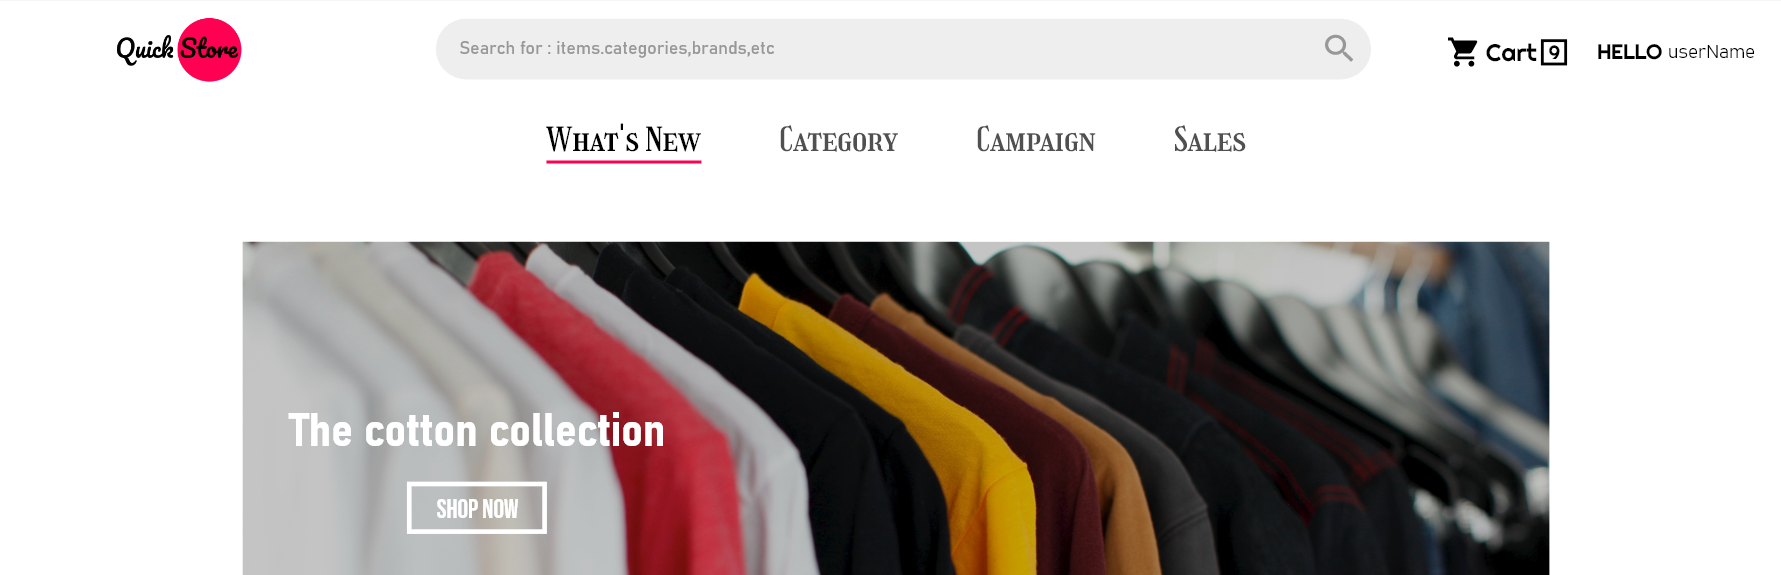 Quick Store
Search for : items.categories,brands,etc
Cart 9
HELLO userName
What's New
Category
Campaign
Sales
The cotton collection
SHOP NOW